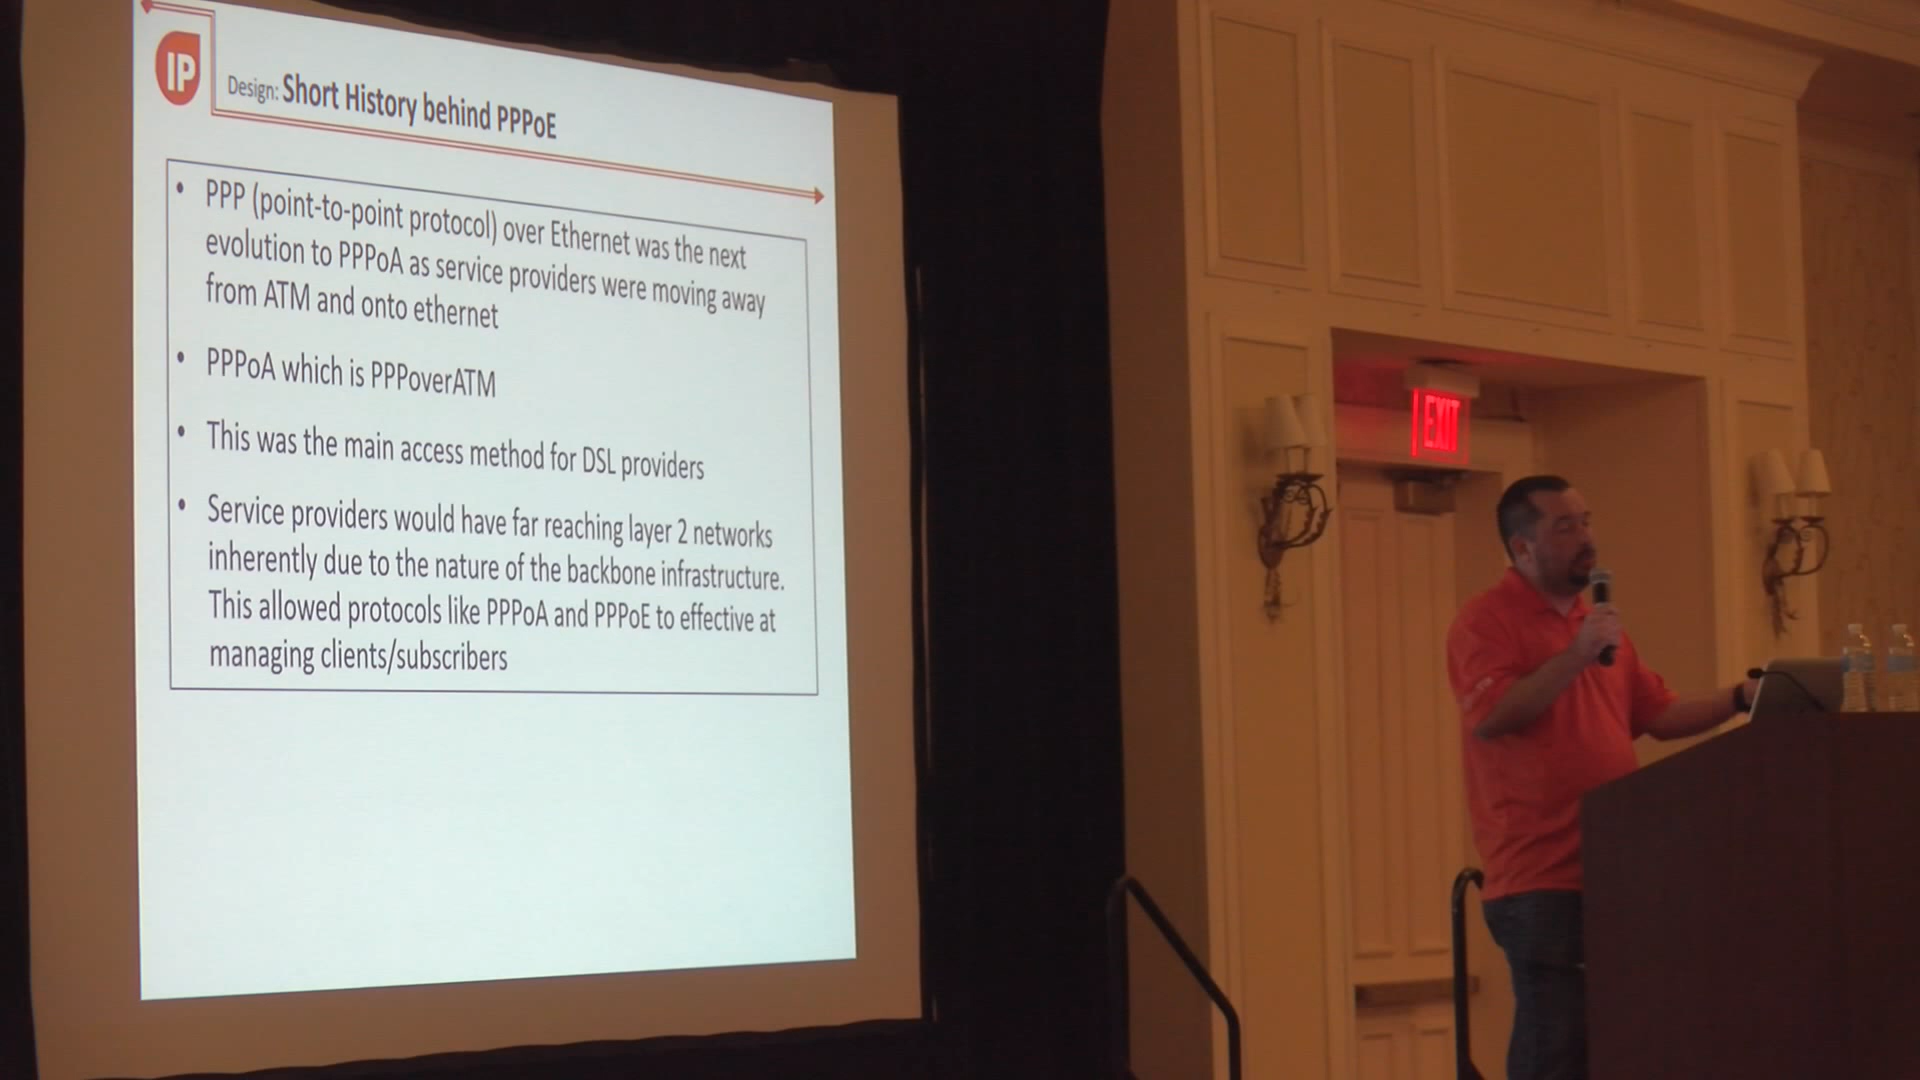 IP
Design: Short History behind PPPoE
• PPP (point-to-point protocol) over Ethernet was the next
evolution to PPPoA as service providers were moving away
from ATM and onto ethernet
• PPPoA which is PPPoverATM
• This was the main access method for DSL providers
• Service providers would have far reaching layer 2 networks
inherently due to the nature of the backbone infrastructure.
This allowed protocols like PPPoA and PPPoE to effective at
managing clients/subscribers
EXIT